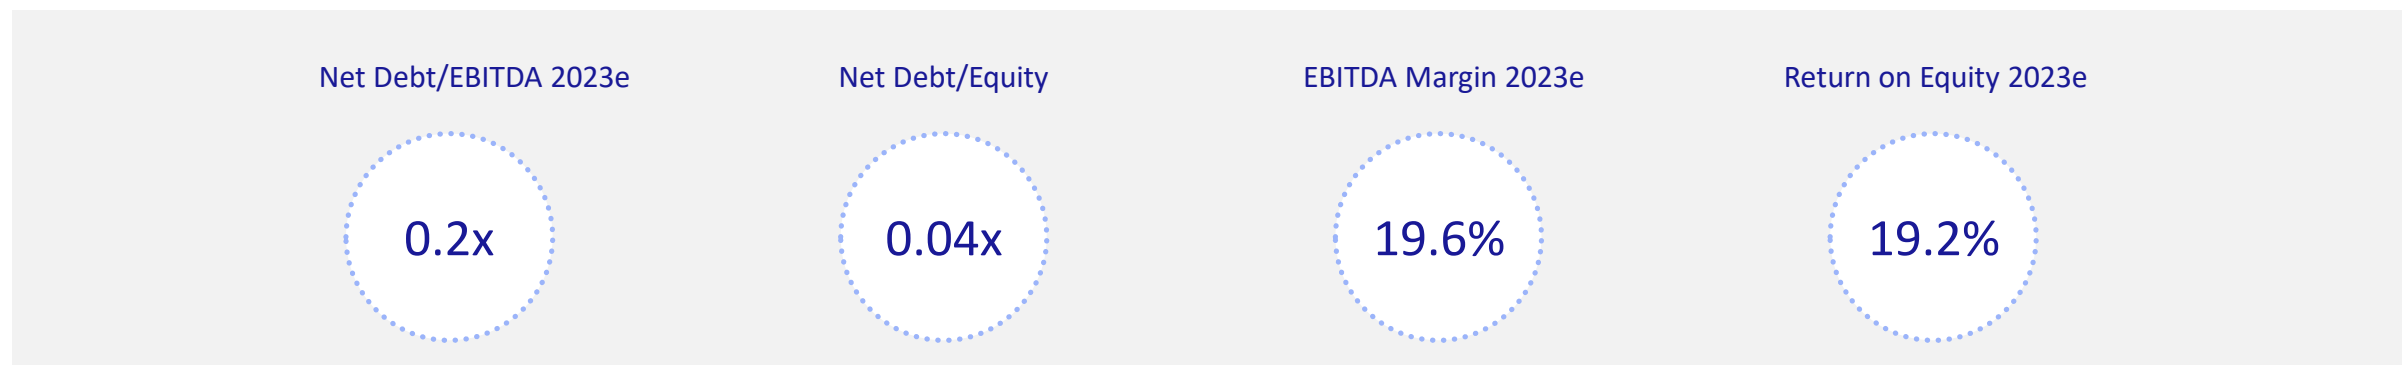 Net Debt/EBITDA 2023e
Net Debt/Equity
EBITDA Margin 2023e
Return on Equity 2023e
0.2x
0.04x
19.6%
19.2%